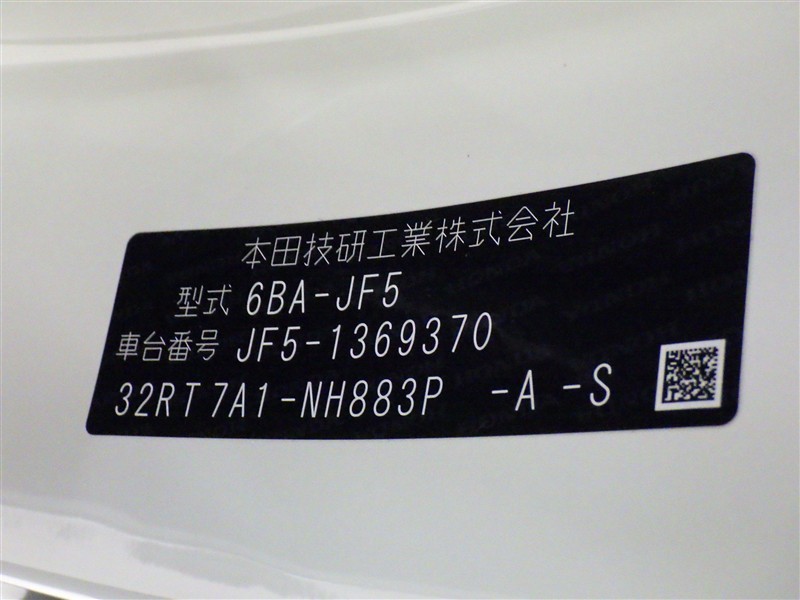 本田技研工業株式会社
型式 6BA-JF5
車台番号 JF5-1369370
32RT7A1-NH883P -A -S